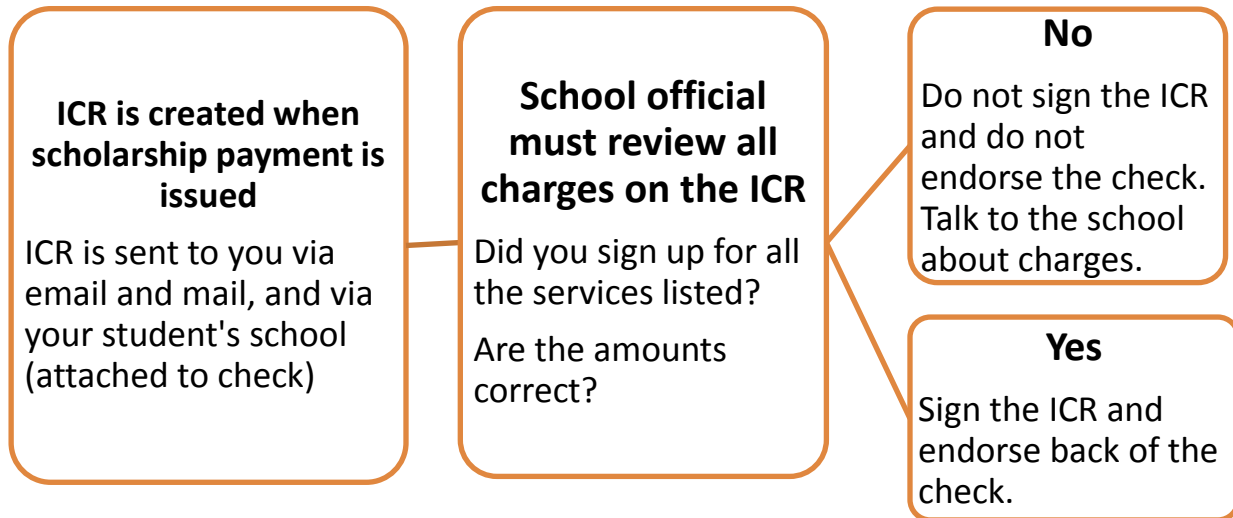 ICR is created when
scholarship payment is
issued
ICR is sent to you via
email and mail, and via
your student's school
(attached to check)
School official
must review all
charges on the ICR
Did you sign up for all
the services listed?
Are the amounts
correct?
No
Do not sign the ICR
and do not
endorse the check.
Talk to the school
about charges.
Yes
Sign the ICR and
endorse back of the
check.